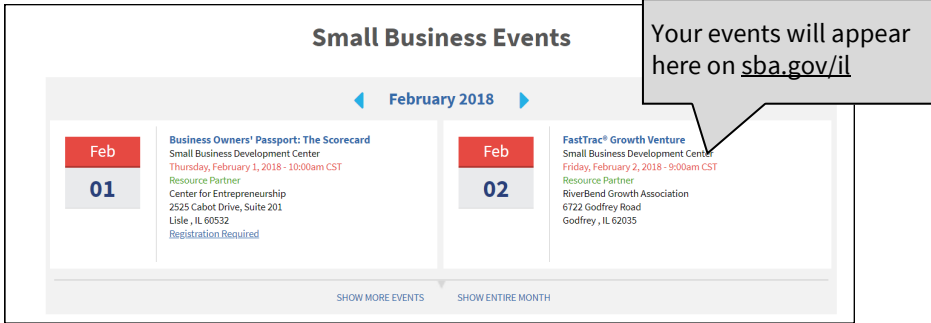 Small Business Events
Your events will appear
here on sba.gov/il
February 2018
Feb
01
Business Owners' Passport: The Scorecard
Small Business Development Center
Thursday, February 1, 2018 - 10:00am CST
Resource Partner
Center for Entrepreneurship
2525 Cabot Drive, Suite 201
Lisle , IL 60532
Registration Required
Feb
02
FastTrac® Growth Venture
Small Business Development Center
Friday, February 2, 2018 - 9:00am CST
Resource Partner
RiverBend Growth Association
6722 Godfrey Road
Godfrey , IL 62035
SHOW MORE EVENTS
SHOW ENTIRE MONTH